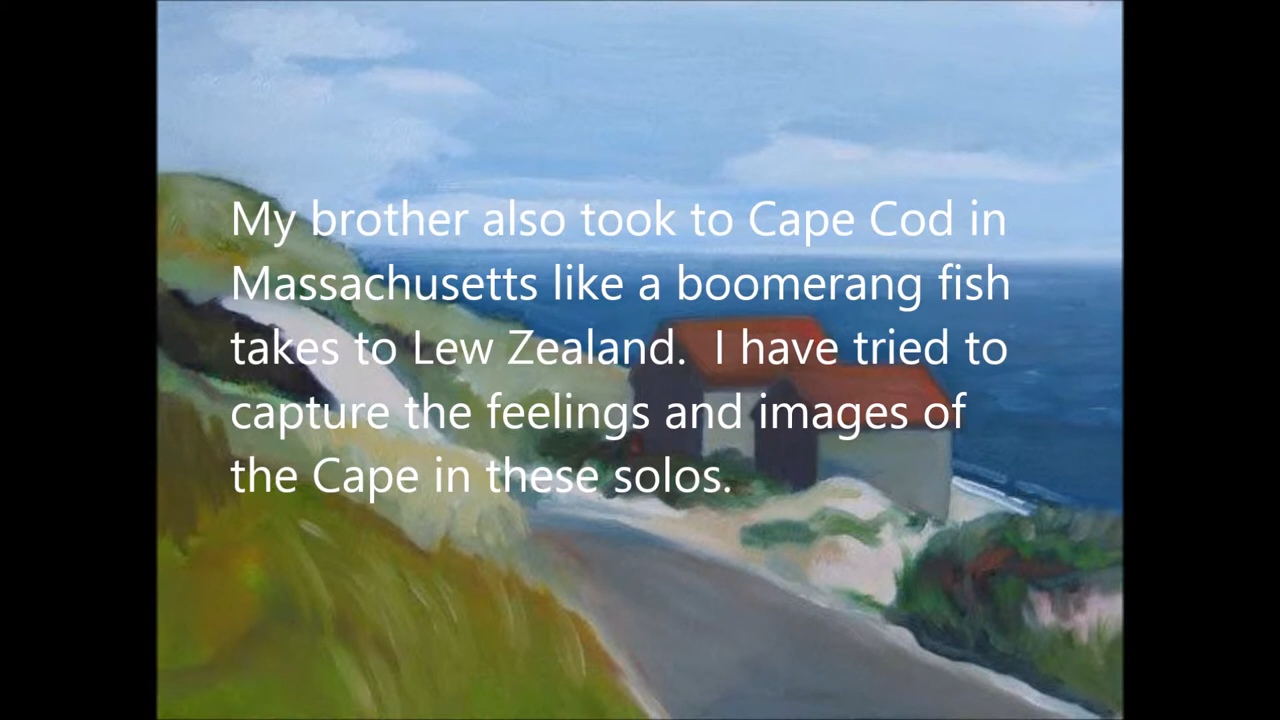 My brother also took to Cape Cod in
Massachusetts like a boomerang fish
takes to Lew Zealand.  I have tried to
capture the feelings and images of
the Cape in these solos.